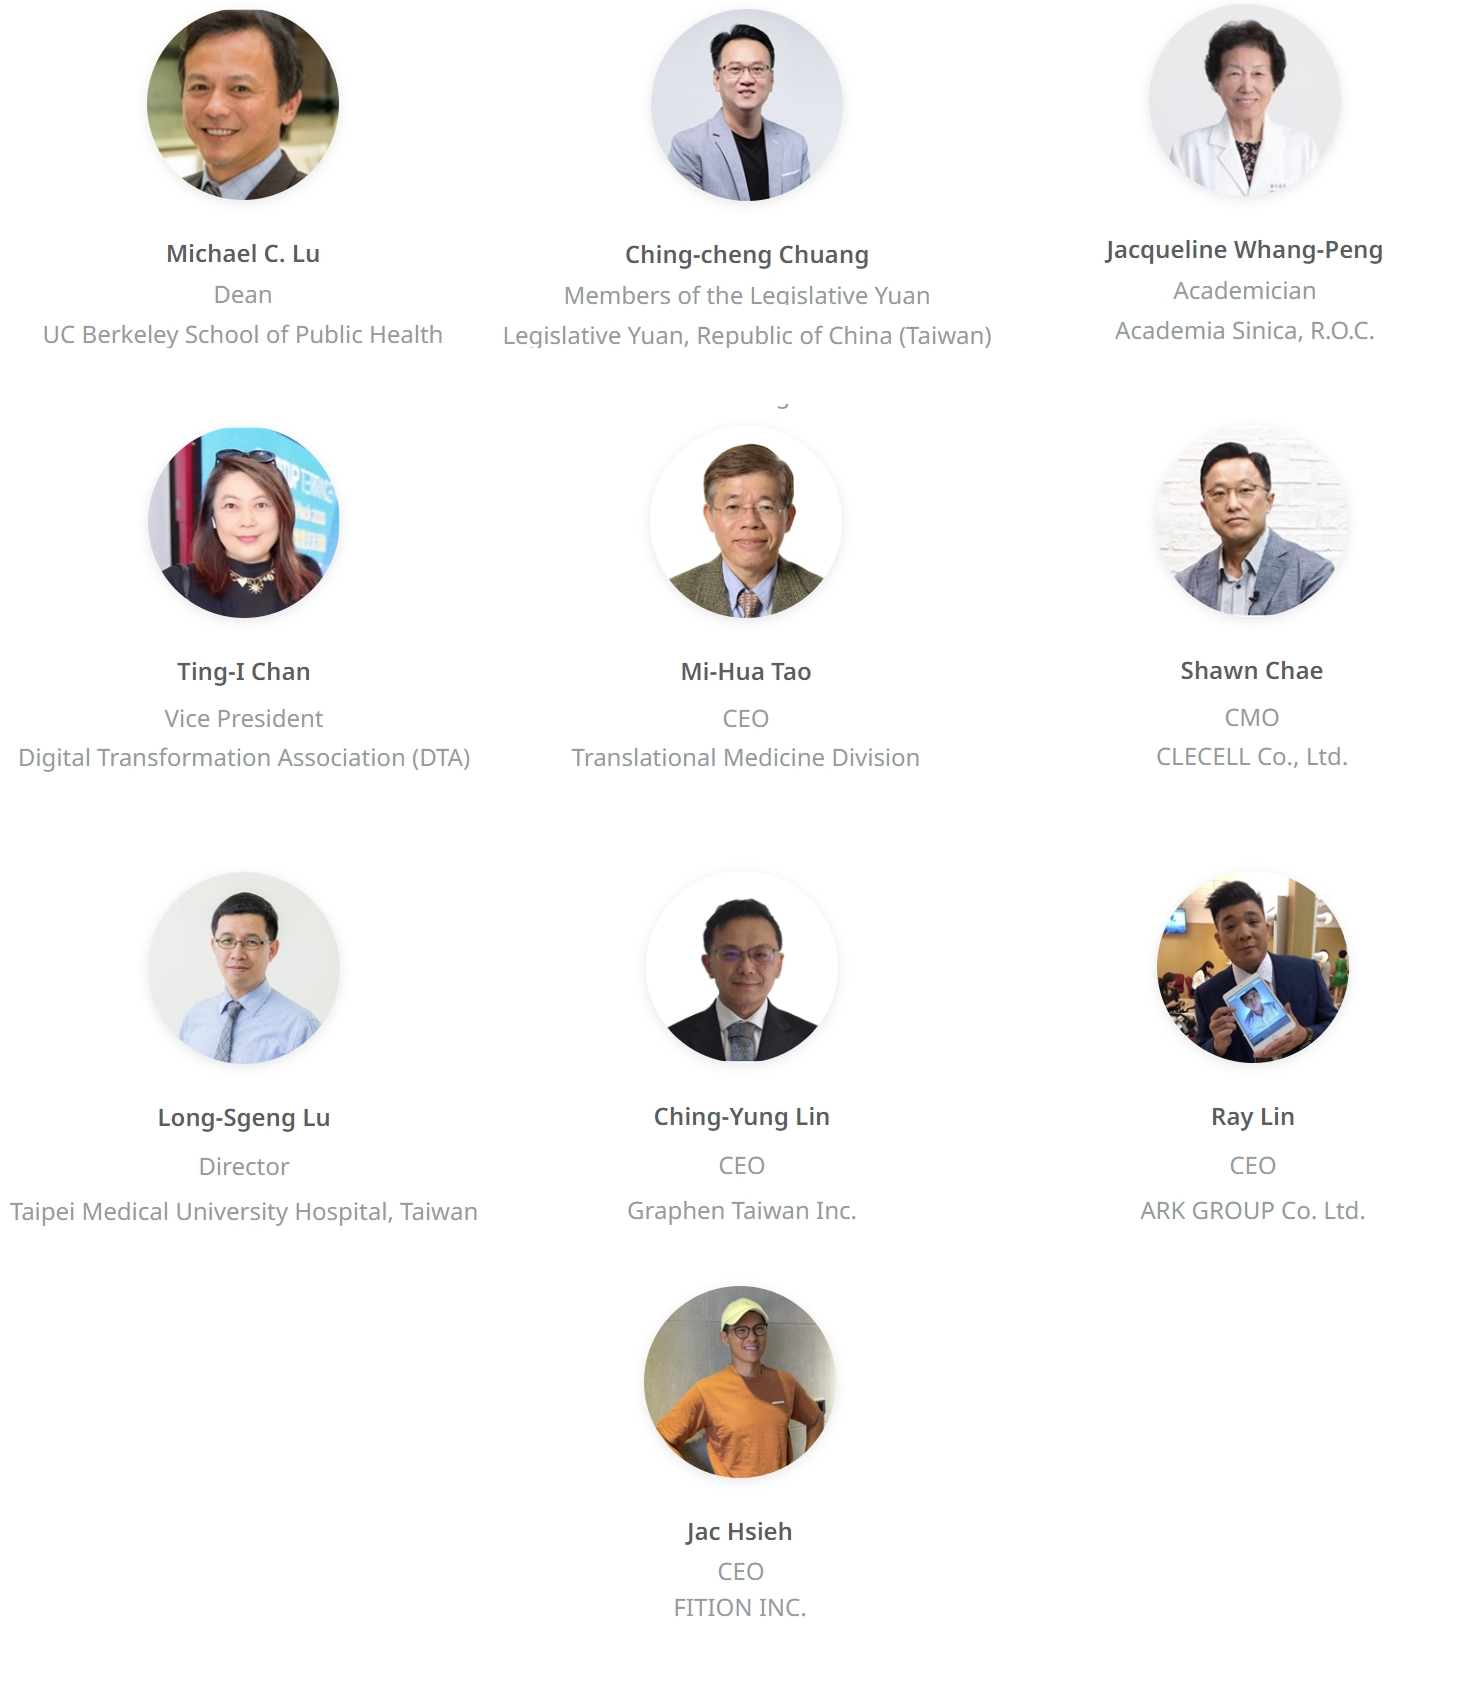 Michael C. Lu
Dean
UC Berkeley School of Public Health
Ching-cheng Chuang
Members of the Legislative Yuan
Legislative Yuan, Republic of China (Taiwan)
Jacqueline Whang-Peng
Academician
Academia Sinica, R.O.C.
Ting-I Chan
Vice President
Digital Transformation Association (DTA)
Mi-Hua Tao
CEO
Translational Medicine Division
Shawn Chae
CMO
CLECELL Co., Ltd.
Long-Sgeng Lu
Director
Taipei Medical University Hospital, Taiwan
Ching-Yung Lin
CEO
Graphen Taiwan Inc.
Ray Lin
CEO
ARK GROUP Co. Ltd.
Jac Hsieh
CEO
FITION INC.